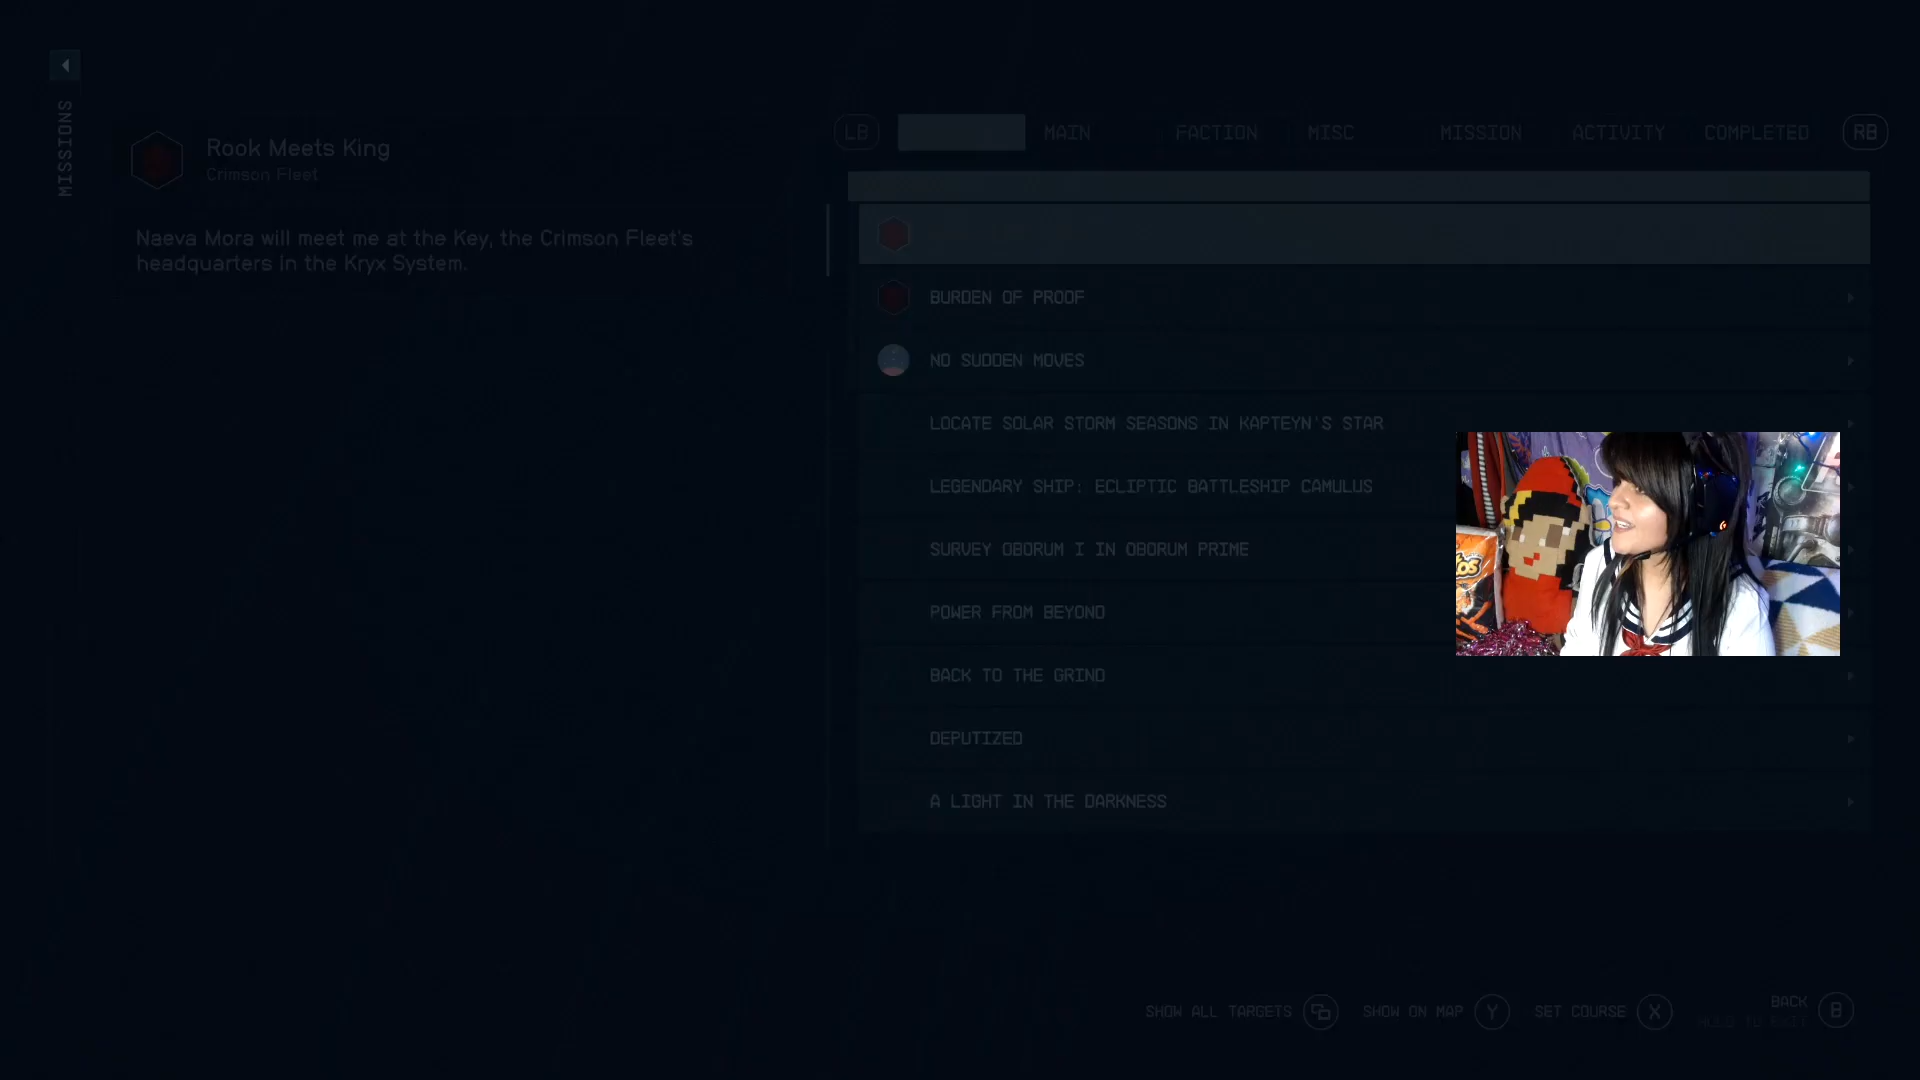 MISSIONS
Rook Meets King
Crimson Fleet
Naeva Mora will meet me at the Key, the Crimson Fleet's
headquarters in the Kryx System.
LB
MAIN
FACTION
MISC
MISSION
ACTIVITY
COMPLETED
RB
BURDEN OF PROOF
NO SUDDEN MOVES
LOCATE SOLAR STORM SEASONS IN KAPTEYN'S STAR
LEGENDARY SHIP: ECLIPTIC BATTLESHIP CAMULUS
SURVEY OBORUM I IN OBORUM PRIME
POWER FROM BEYOND
BACK TO THE GRIND
DEPUTIZED
A LIGHT IN THE DARKNESS
SHOW ALL TARGETS
SHOW ON MAP Y
SET COURSE X
BACK B
HOLD TO EXIT